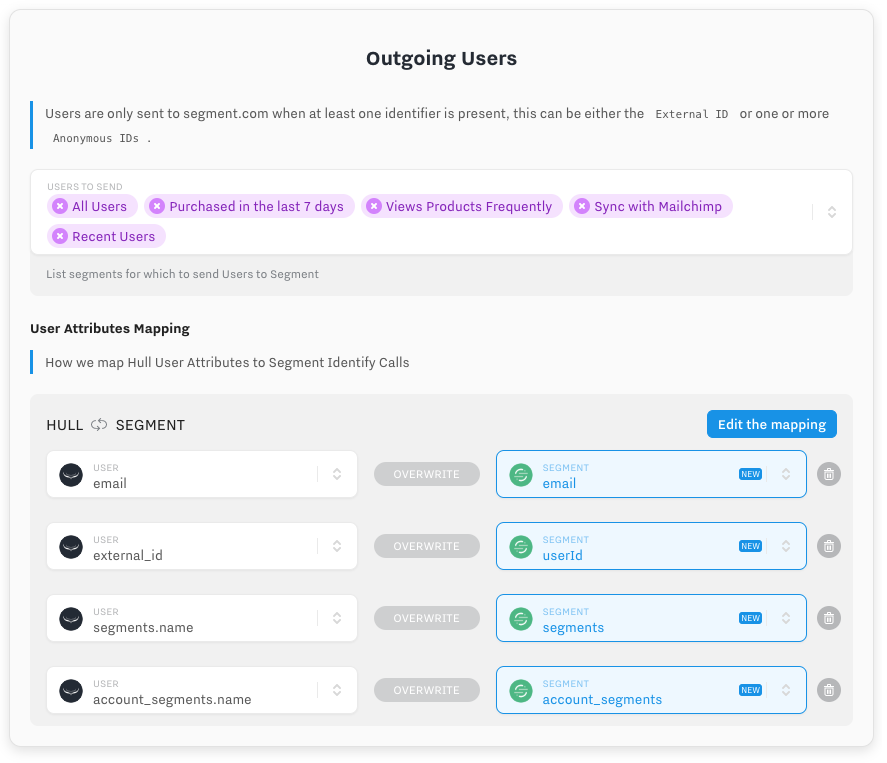 Outgoing Users
Users are only sent to segment.com when at least one identifier is present, this can be either the External ID or one or more
Anonymous IDs .
USERS TO SEND
All Users Purchased in the last 7 days Views Products Frequently Sync with Mailchimp
Recent Users
List segments for which to send Users to Segment
User Attributes Mapping
How we map Hull User Attributes to Segment Identify Calls
HULL SEGMENT Edit the mapping
USER
email
OVERWRITE
SEGMENT
email
NEW
USER
external_id
OVERWRITE
SEGMENT
userId
NEW
USER
segments.name
OVERWRITE
SEGMENT
segments
NEW
USER
account_segments.name
OVERWRITE
SEGMENT
account_segments
NEW